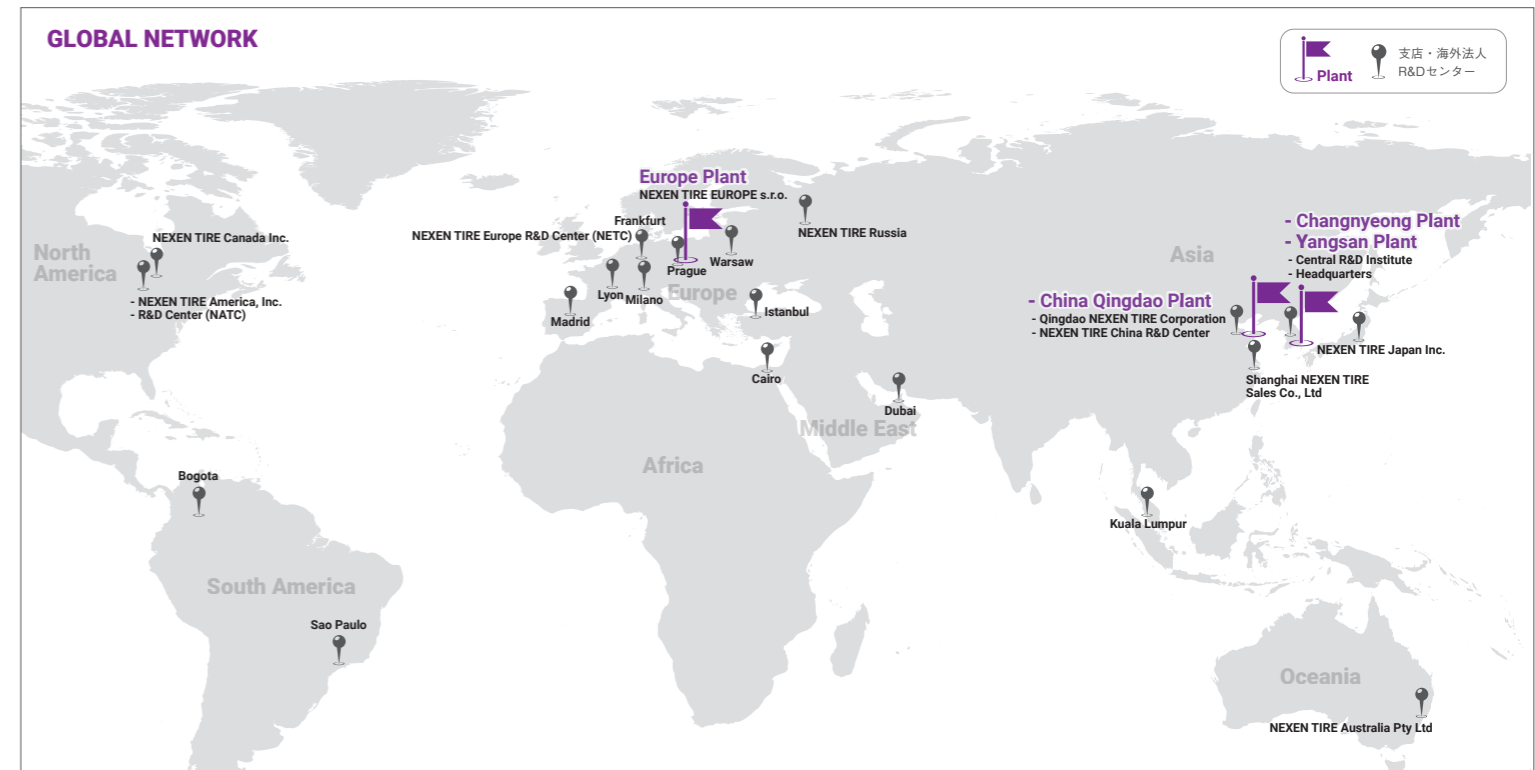 GLOBAL NETWORK
Plant
支店・海外法人
R&Dセンター
North
America
NEXEN TIRE Canada Inc.
- NEXEN TIRE America, Inc.
- R&D Center (NATC)
Bogota
South America
Sao Paulo
Europe Plant
NEXEN TIRE EUROPE s.r.o.
Frankfurt
NEXEN TIRE Europe R&D Center (NETC)
Prague
Warsaw
NEXEN TIRE Russia
Lyon
Milano
Europe
Madrid
Istanbul
Cairo
Dubai
Middle East
Africa
Asia
- Changnyeong Plant
- Yangsan Plant
- Central R&D Institute
- Headquarters
- China Qingdao Plant
- Qingdao NEXEN TIRE Corporation
- NEXEN TIRE China R&D Center
NEXEN TIRE Japan Inc.
Shanghai NEXEN TIRE
Sales Co., Ltd
Kuala Lumpur
Oceania
NEXEN TIRE Australia Pty Ltd